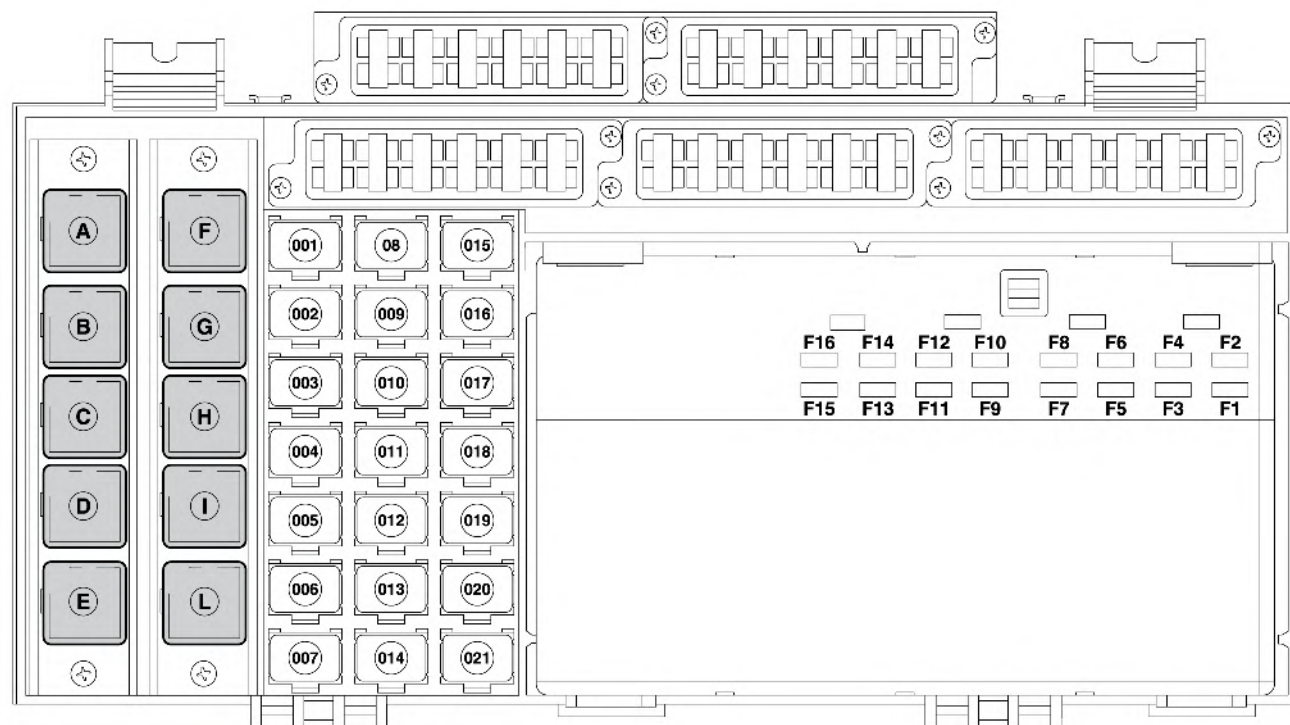 A F 001 08 015
B G 002 009 016
F16 F14 F12 F10 F8 F6 F4 F2
C H 003 010 017
F15 F13 F11 F9 F7 F5 F3 F1
004 011 018
D I 005 012 019
E L 006 013 020
007 014 021